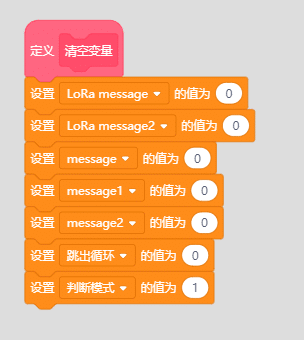 定义 清空变量
设置 LoRa message 的值为 0
设置 LoRa message2 的值为 0
设置 message 的值为 0
设置 message1 的值为 0
设置 message2 的值为 0
设置 跳出循环 的值为 0
设置 判断模式 的值为 1